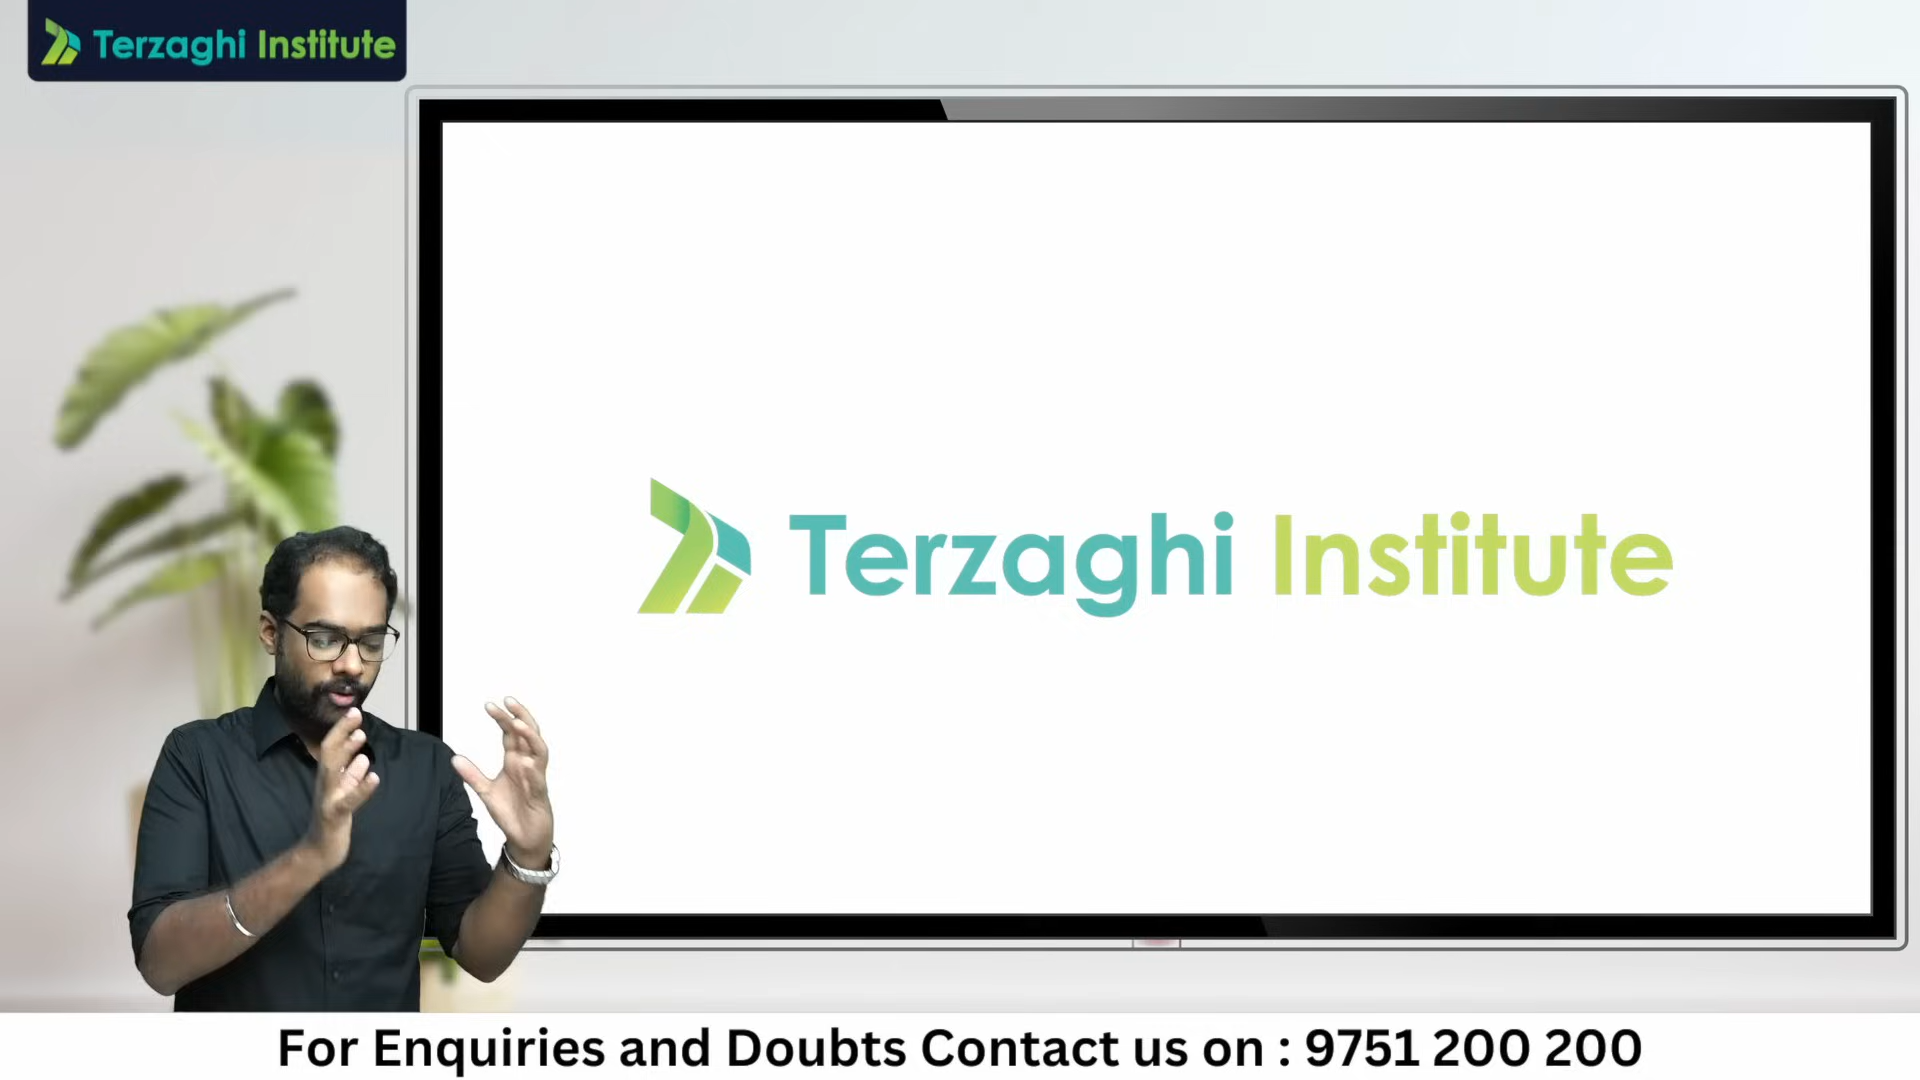 Terzaghi Institute
Terzaghi Institute
For Enquiries and Doubts Contact us on : 9751 200 200